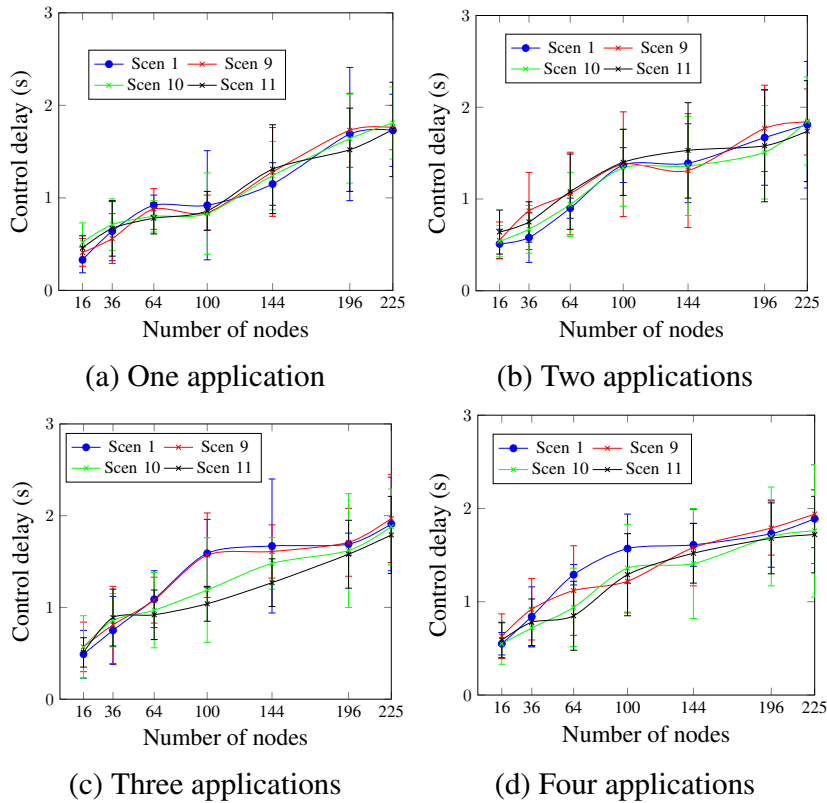 3
2
1
0
Control delay (s)
Scen 1 Scen 9
Scen 10 Scen 11
16 36 64 100 144 196 225
Number of nodes
(a) One application
3
2
1
0
Control delay (s)
Scen 1 Scen 9
Scen 10 Scen 11
16 36 64 100 144 196 225
Number of nodes
(b) Two applications
3
2
1
0
Control delay (s)
Scen 1 Scen 9
Scen 10 Scen 11
16 36 64 100 144 196 225
Number of nodes
(c) Three applications
3
2
1
0
Control delay (s)
Scen 1 Scen 9
Scen 10 Scen 11
16 36 64 100 144 196 225
Number of nodes
(d) Four applications